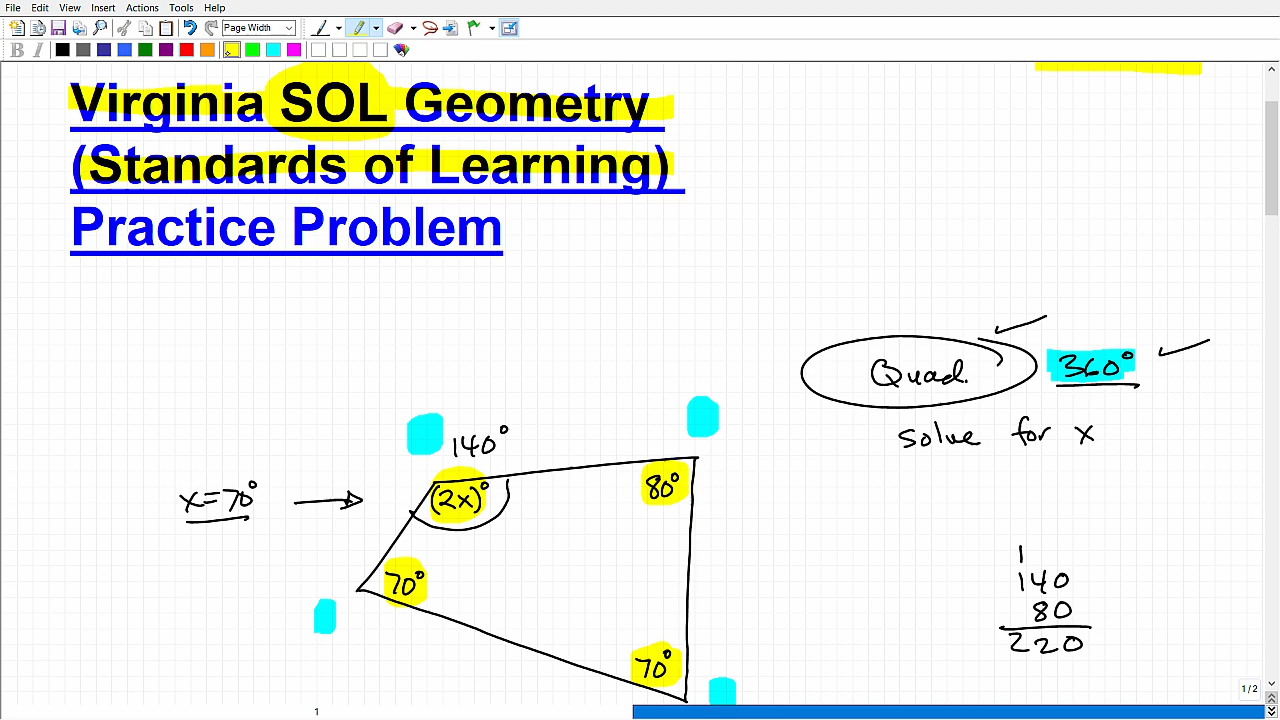 File Edit View Insert Actions Tools Help
Page Width
B I
Virginia SOL Geometry
(Standards of Learning)
Practice Problem
Quad. 360°
solve for x
140°
x=70°
(2x)°
80°
70°
70°
1
140
80
220
1/2
1